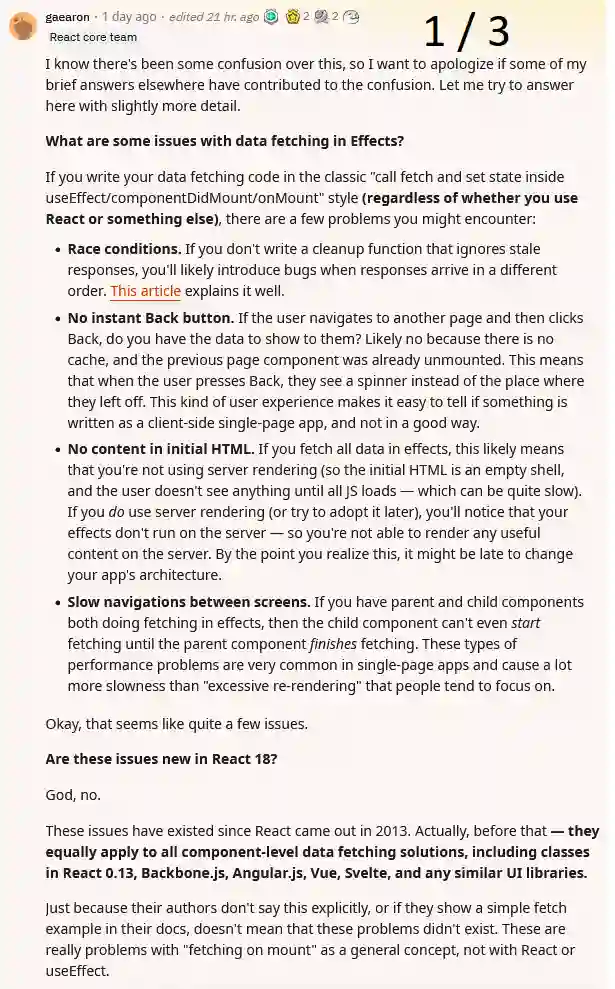 gaearon · 1 day ago · edited 21 hr. ago 2 2
1 / 3
React core team
I know there's been some confusion over this, so I want to apologize if some of my
brief answers elsewhere have contributed to the confusion. Let me try to answer
here with slightly more detail.
What are some issues with data fetching in Effects?
If you write your data fetching code in the classic "call fetch and set state inside
useEffect/componentDidMount/onMount" style (regardless of whether you use
React or something else), there are a few problems you might encounter:
• Race conditions. If you don't write a cleanup function that ignores stale
responses, you'll likely introduce bugs when responses arrive in a different
order. This article explains it well.
• No instant Back button. If the user navigates to another page and then clicks
Back, do you have the data to show to them? Likely no because there is no
cache, and the previous page component was already unmounted. This means
that when the user presses Back, they see a spinner instead of the place where
they left off. This kind of user experience makes it easy to tell if something is
written as a client-side single-page app, and not in a good way.
• No content in initial HTML. If you fetch all data in effects, this likely means
that you're not using server rendering (so the initial HTML is an empty shell,
and the user doesn't see anything until all JS loads — which can be quite slow).
If you do use server rendering (or try to adopt it later), you'll notice that your
effects don't run on the server — so you're not able to render any useful
content on the server. By the point you realize this, it might be late to change
your app's architecture.
• Slow navigations between screens. If you have parent and child components
both doing fetching in effects, then the child component can't even start
fetching until the parent component finishes fetching. These types of
performance problems are very common in single-page apps and cause a lot
more slowness than "excessive re-rendering" that people tend to focus on.
Okay, that seems like quite a few issues.
Are these issues new in React 18?
God, no.
These issues have existed since React came out in 2013. Actually, before that — they
equally apply to all component-level data fetching solutions, including classes
in React 0.13, Backbone.js, Angular.js, Vue, Svelte, and any similar UI libraries.
Just because their authors don't say this explicitly, or if they show a simple fetch
example in their docs, doesn't mean that these problems didn't exist. These are
really problems with "fetching on mount" as a general concept, not with React or
useEffect.